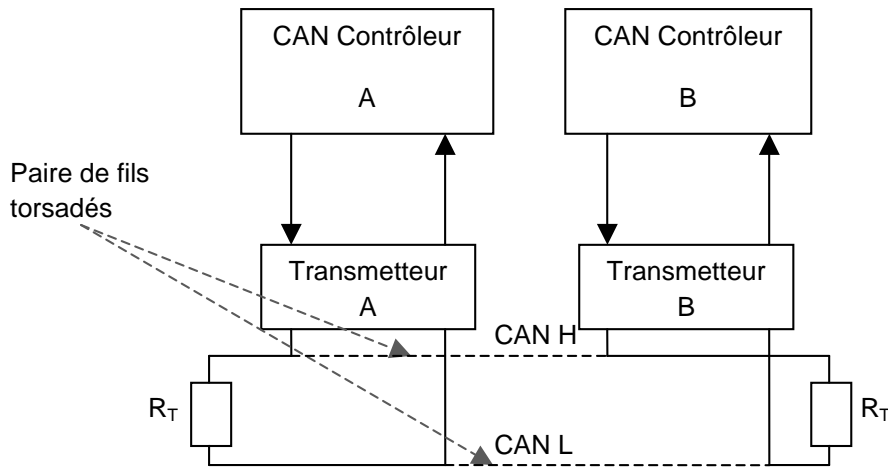 CAN Contrôleur
A
CAN Contrôleur
B
Paire de fils
torsadés
Transmetteur
A
Transmetteur
B
CAN H
R_T
R_T
CAN L